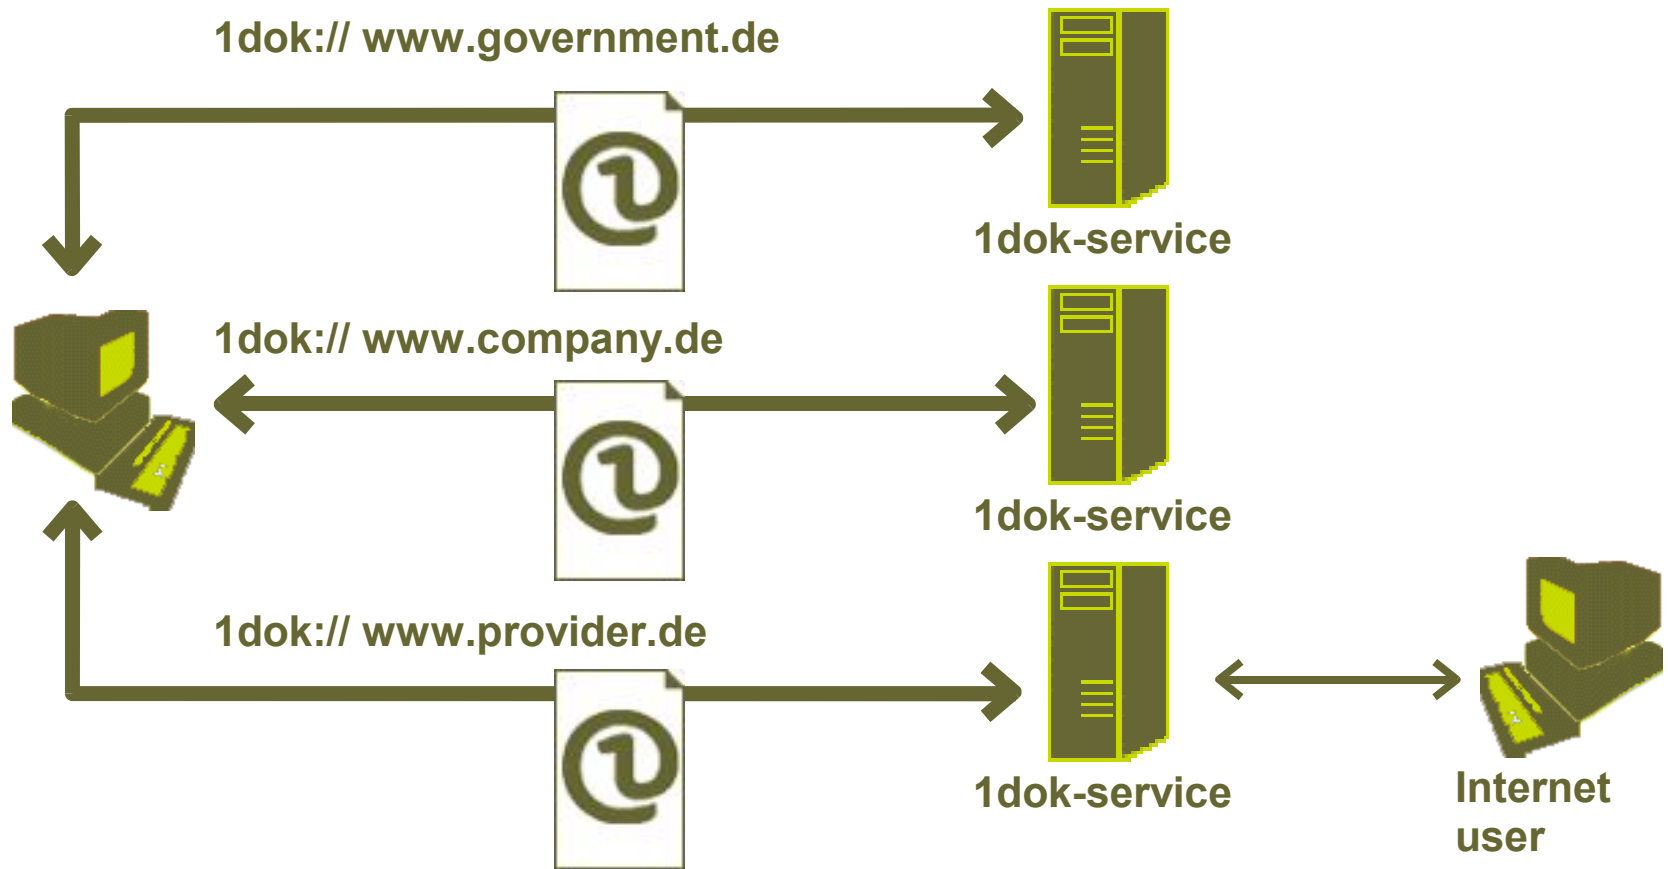 1dok:// www.government.de
1dok-service
1dok:// www.company.de
1dok-service
1dok:// www.provider.de
1dok-service
Internet
user